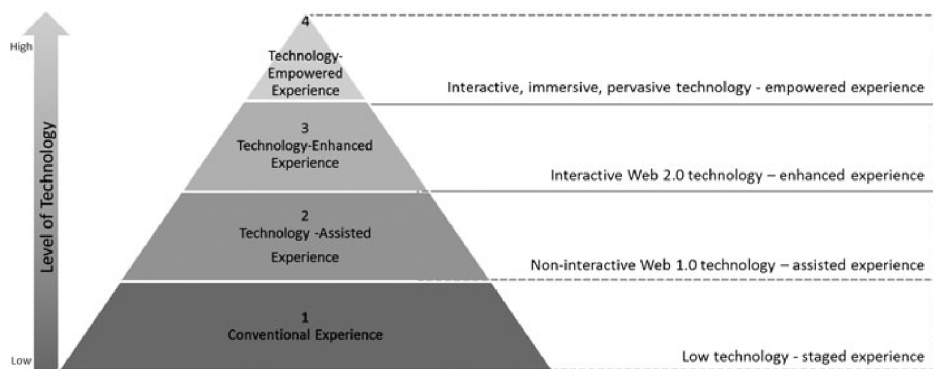 High
Level of Technology
Low
4
Technology-
Empowered
Experience
3
Technology-Enhanced
Experience
2
Technology -Assisted
Experience
1
Conventional Experience
Interactive, immersive, pervasive technology - empowered experience
Interactive Web 2.0 technology – enhanced experience
Non-interactive Web 1.0 technology – assisted experience
Low technology - staged experience